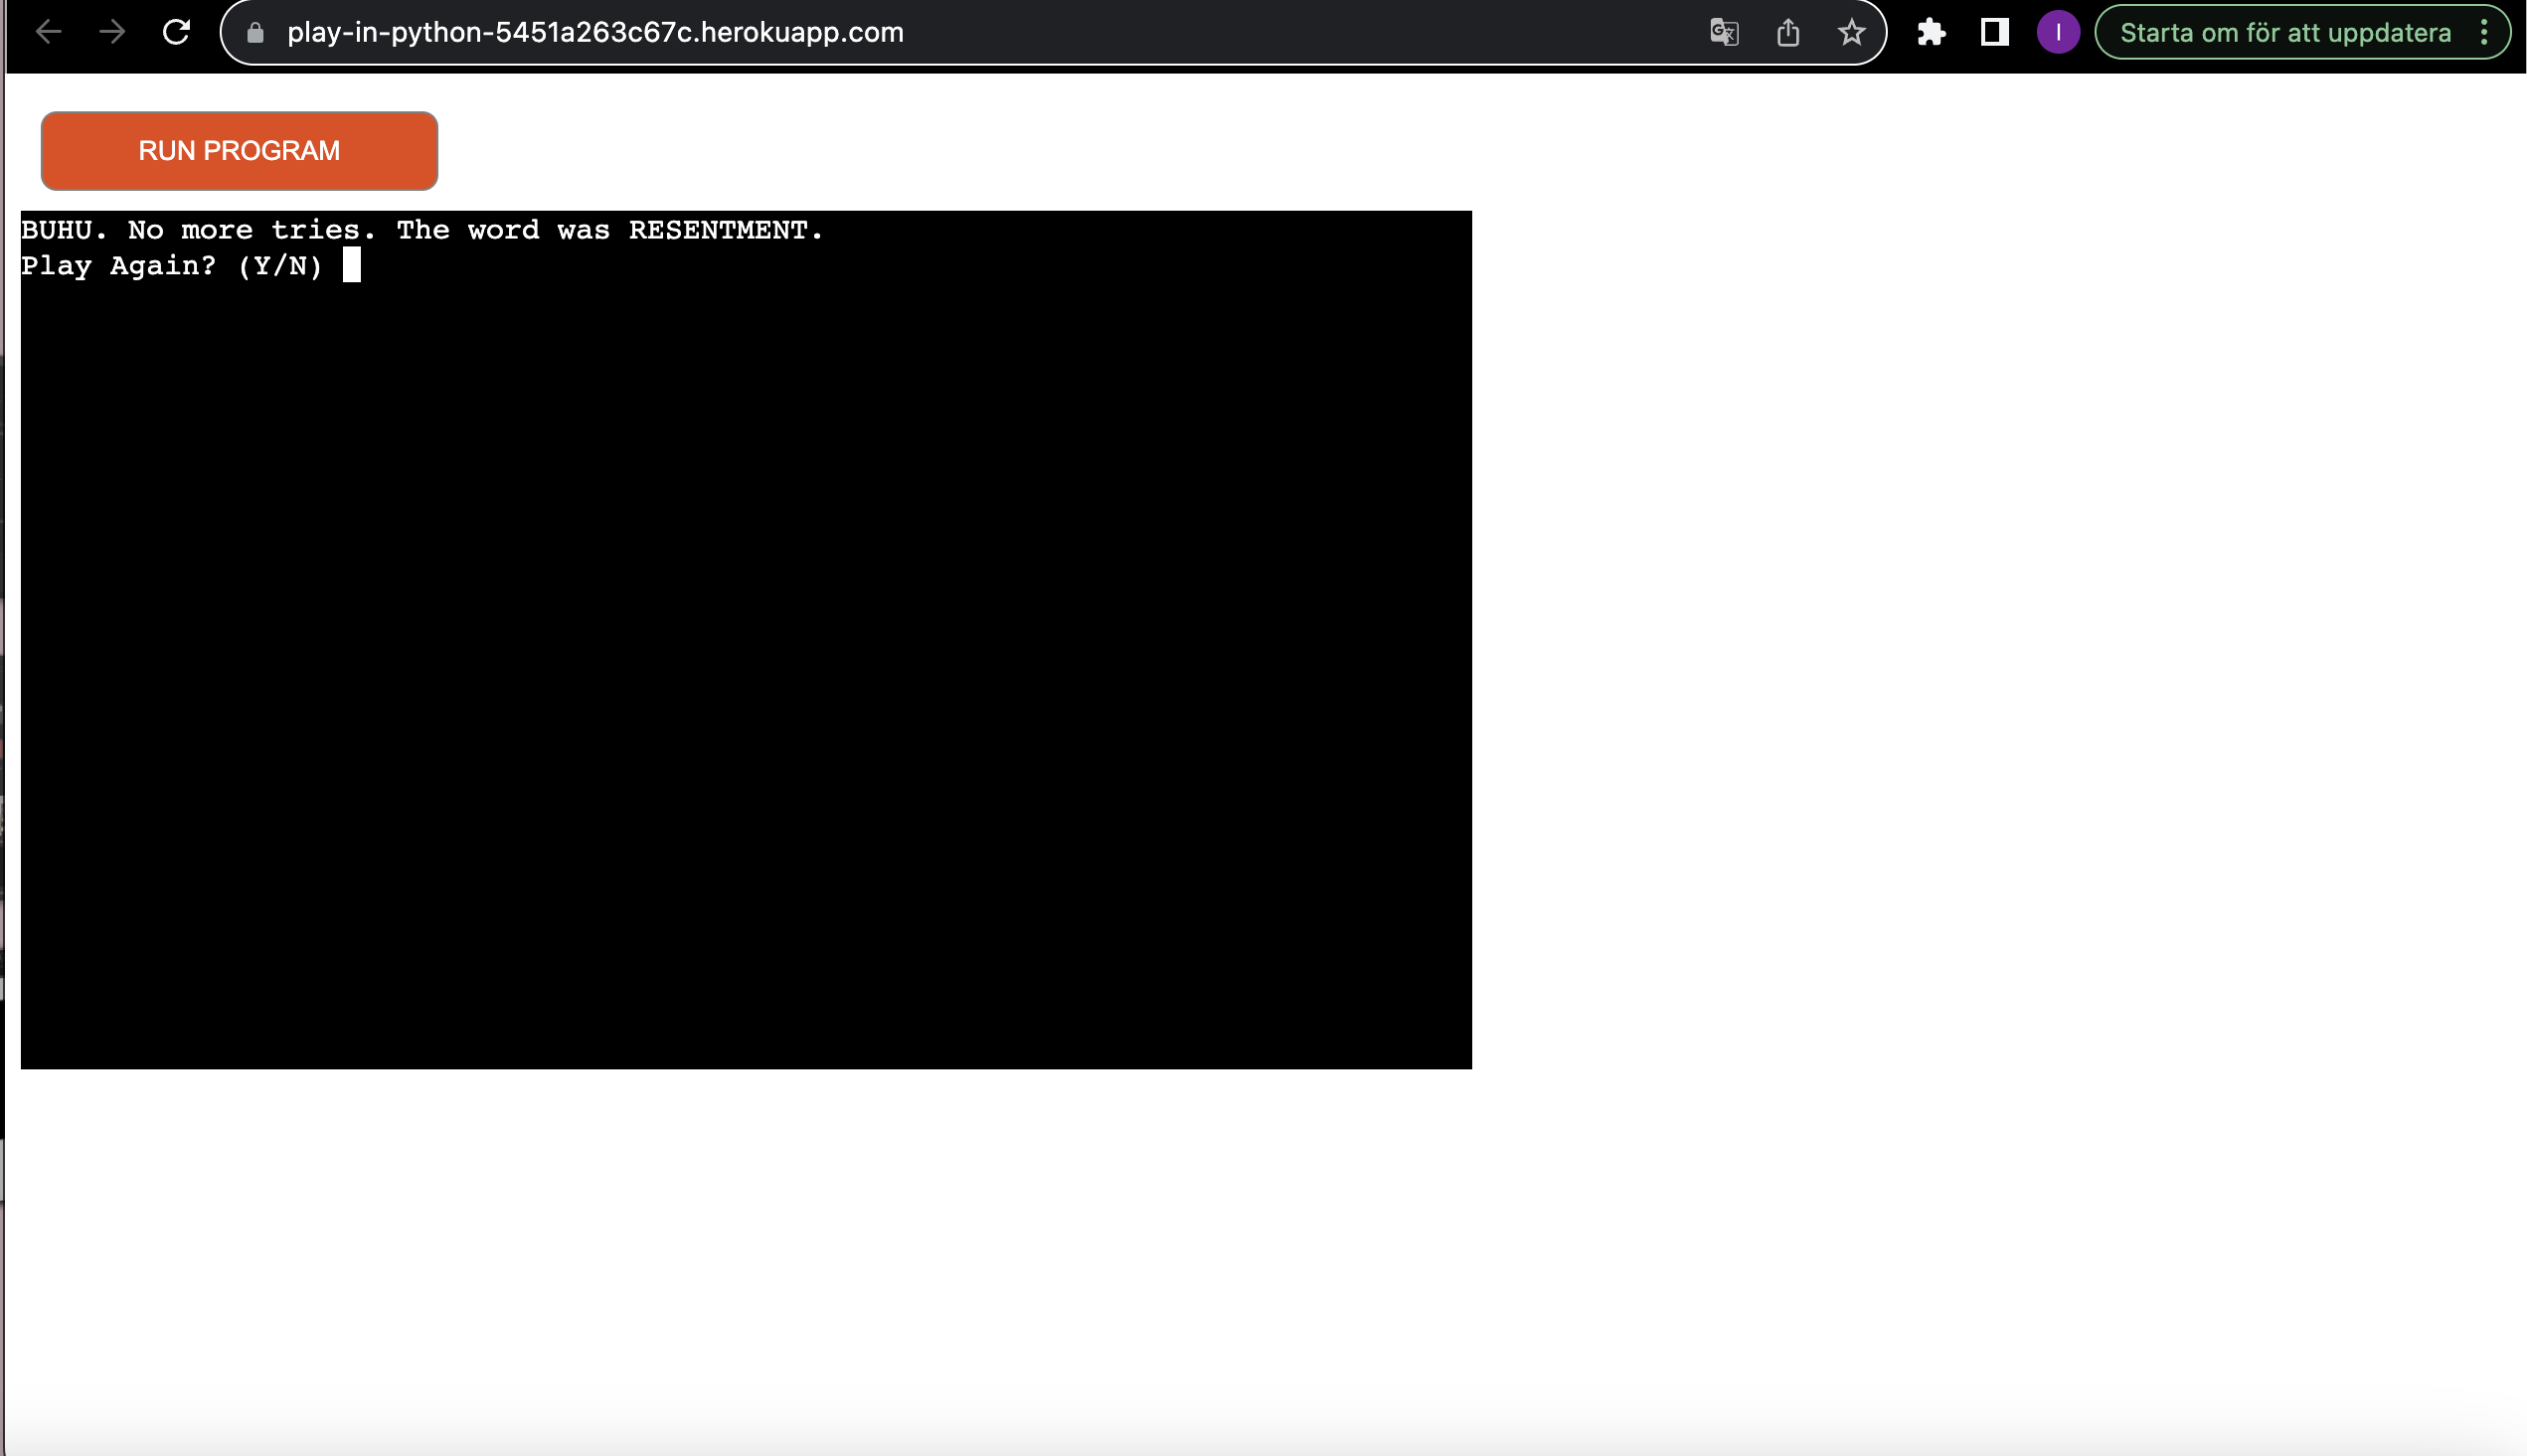 play-in-python-5451a263c67c.herokuapp.com
I
Starta om för att uppdatera
RUN PROGRAM
BUHU. No more tries. The word was RESENTMENT.
Play Again? (Y/N)